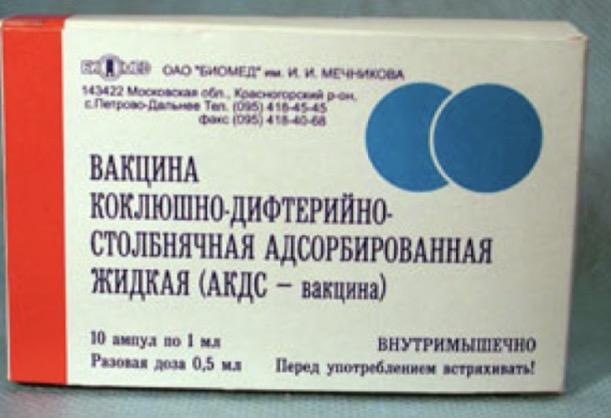 БИОМЕД ОАО "БИОМЕД" им. И. И. МЕЧНИКОВА
143422 Московская обл., Красногорский р-он,
с.Петрово-Дальнее Тел. (095) 418-45-45
факс (095) 418-40-68
ВАКЦИНА
КОКЛЮШНО-ДИФТЕРИЙНО-
СТОЛБНЯЧНАЯ АДСОРБИРОВАННАЯ
ЖИДКАЯ (АКДС – вакцина)
10 ампул по 1 мл
Разовая доза 0,5 мл
ВНУТРИМЫШЕЧНО
Перед употреблением встряхивать!